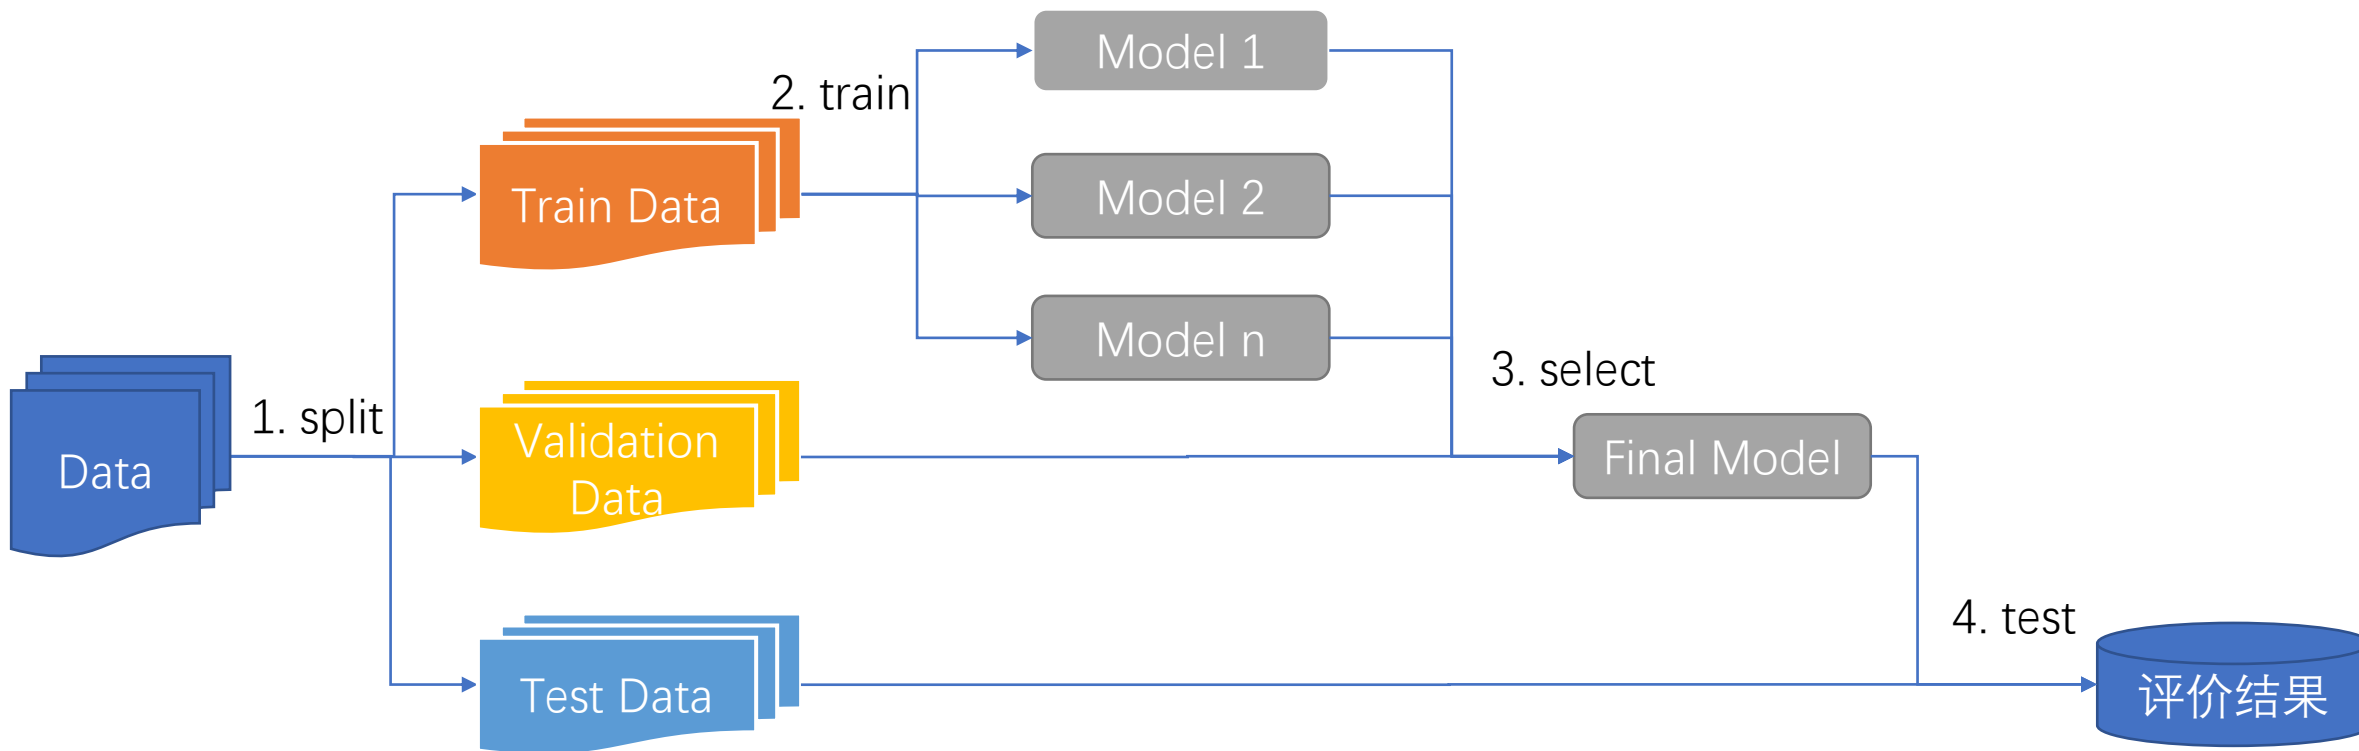 Model 1
2. train
Train Data
Model 2
Model n
3. select
1. split
Validation
Data
Data
Final Model
4. test
Test Data
评价结果